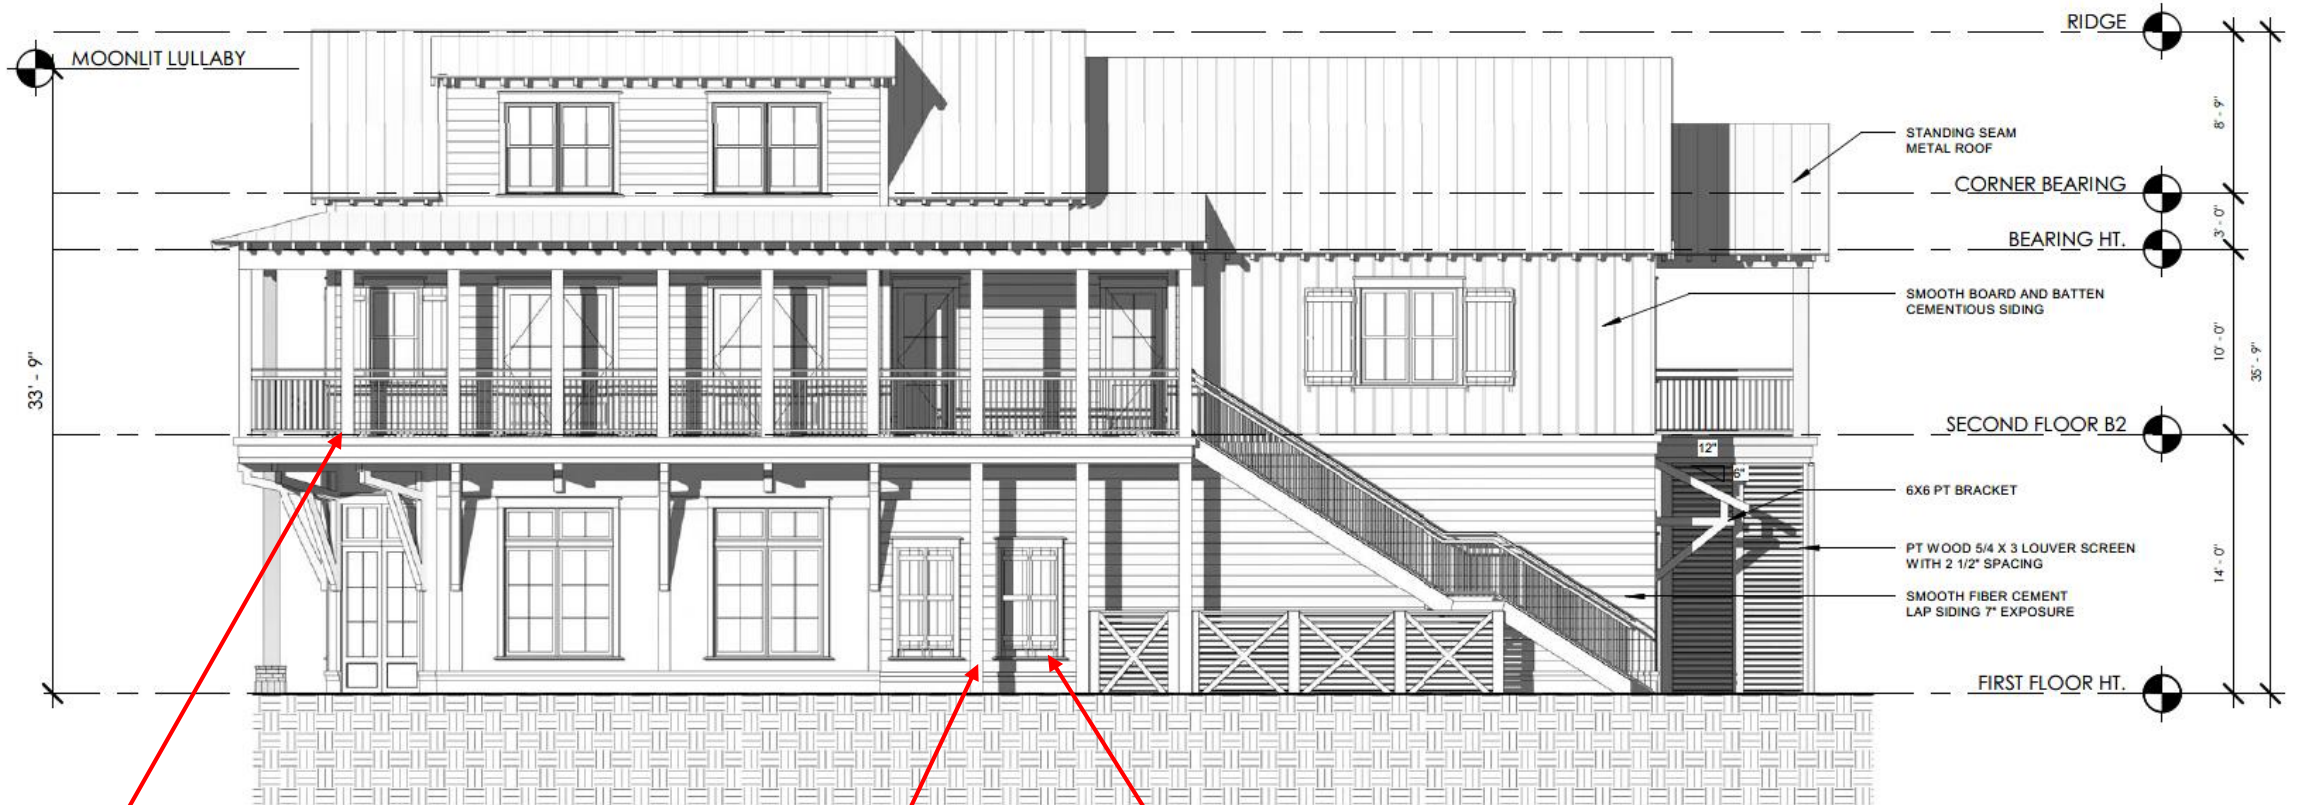 RIDGE
MOONLIT LULLABY
8' - 9"
STANDING SEAM
METAL ROOF
CORNER BEARING
3' - 0"
BEARING HT.
SMOOTH BOARD AND BATTEN
CEMENTIOUS SIDING
10' - 0"
35' - 9"
33' - 9"
SECOND FLOOR B2
12"
6"
6X6 PT BRACKET
PT WOOD 5/4 X 3 LOUVER SCREEN
WITH 2 1/2" SPACING
14' - 0"
SMOOTH FIBER CEMENT
LAP SIDING 7" EXPOSURE
FIRST FLOOR HT.